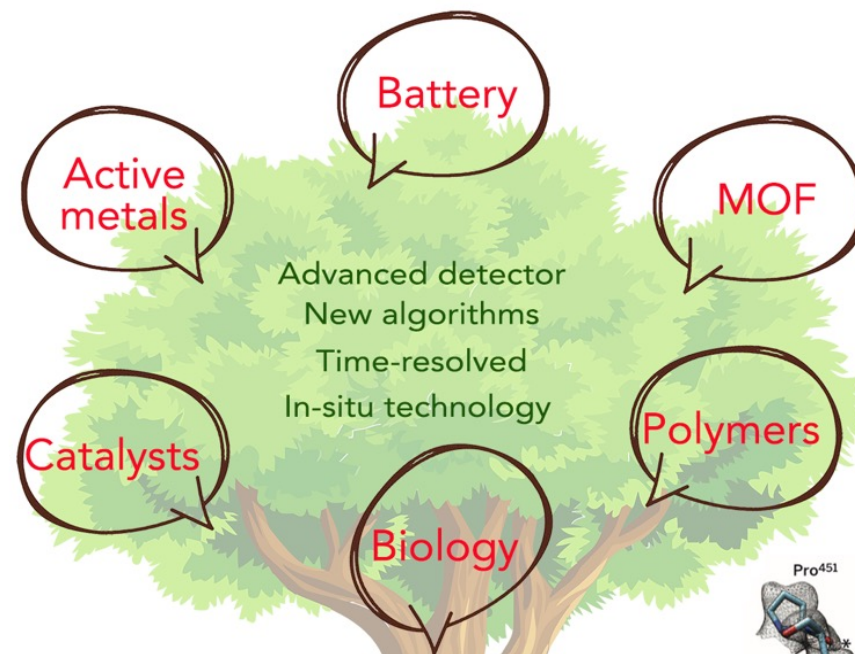 Battery
Active
metals
MOF
Advanced detector
New algorithms
Time-resolved
In-situ technology
Catalysts
Polymers
Biology
Pro451
*